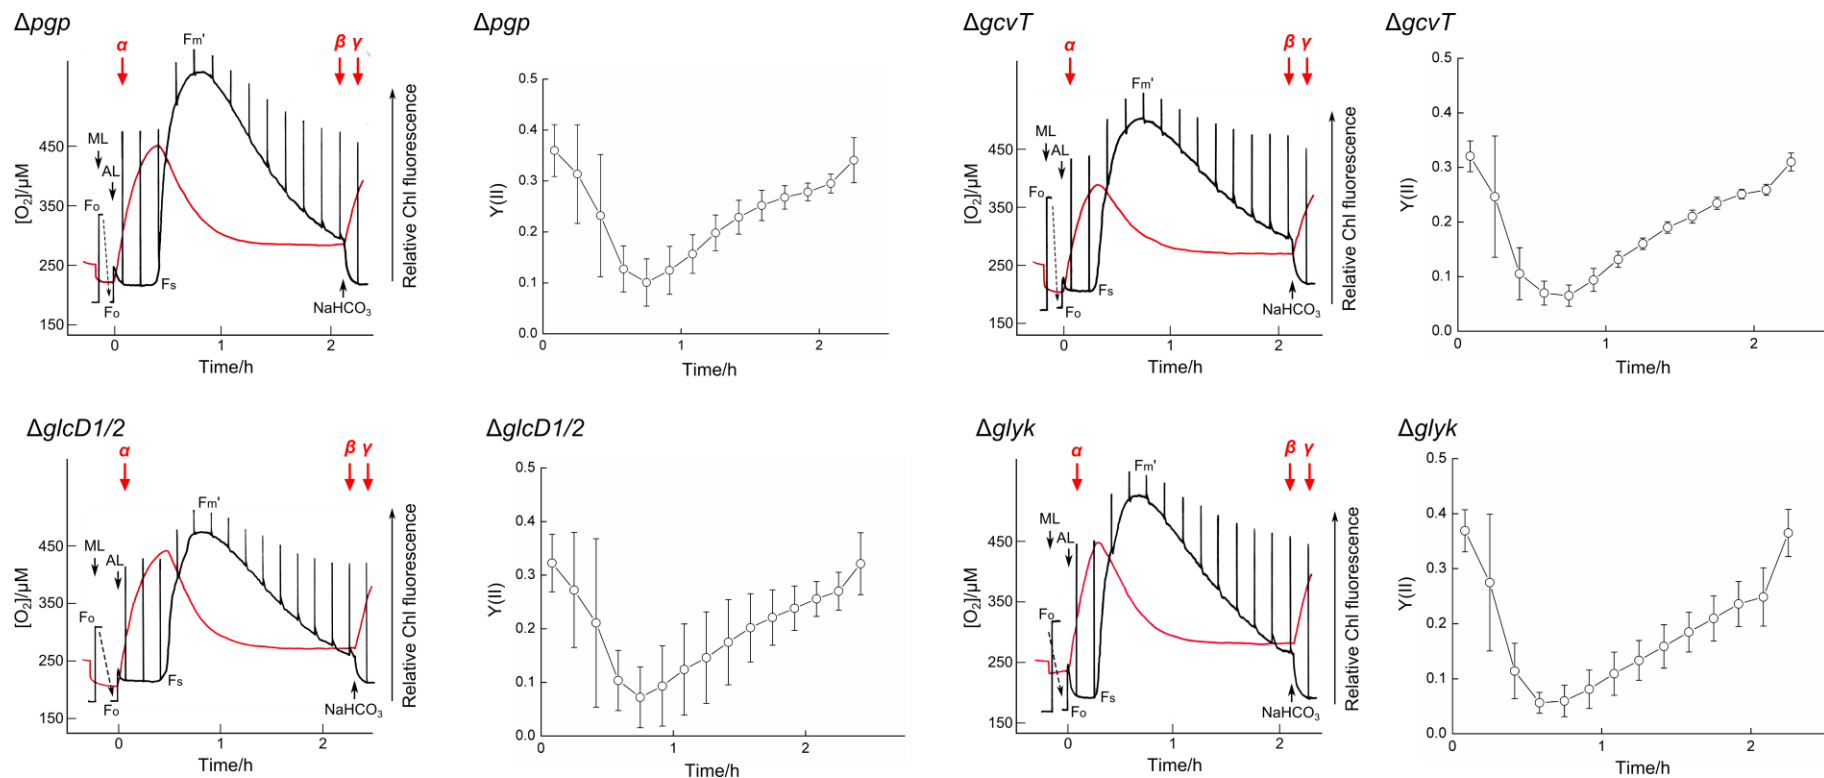 Δpgp
α
β γ
Fm'
ML
AL
Fo
Fo
Fs
NaHCO3
[O2]/μM
450
350
250
150
0 1 2
Time/h
Relative Chl fluorescence
Δpgp
Y(II)
0.5
0.4
0.3
0.2
0.1
0.0
0 1 2
Time/h
ΔgcvT
α
β γ
Fm'
ML
AL
Fo
Fo
Fs
NaHCO3
[O2]/μM
450
350
250
150
0 1 2
Time/h
Relative Chl fluorescence
ΔgcvT
Y(II)
0.5
0.4
0.3
0.2
0.1
0.0
0 1 2
Time/h
ΔglcD1/2
α
β γ
Fm'
ML
AL
Fo
Fo
Fs
NaHCO3
[O2]/μM
450
350
250
150
0 1 2
Time/h
Relative Chl fluorescence
ΔglcD1/2
Y(II)
0.5
0.4
0.3
0.2
0.1
0.0
0 1 2
Time/h
Δglyk
α
β γ
Fm'
ML
AL
Fo
Fo
Fs
NaHCO3
[O2]/μM
450
350
250
150
0 1 2
Time/h
Relative Chl fluorescence
Δglyk
Y(II)
0.5
0.4
0.3
0.2
0.1
0.0
0 1 2
Time/h